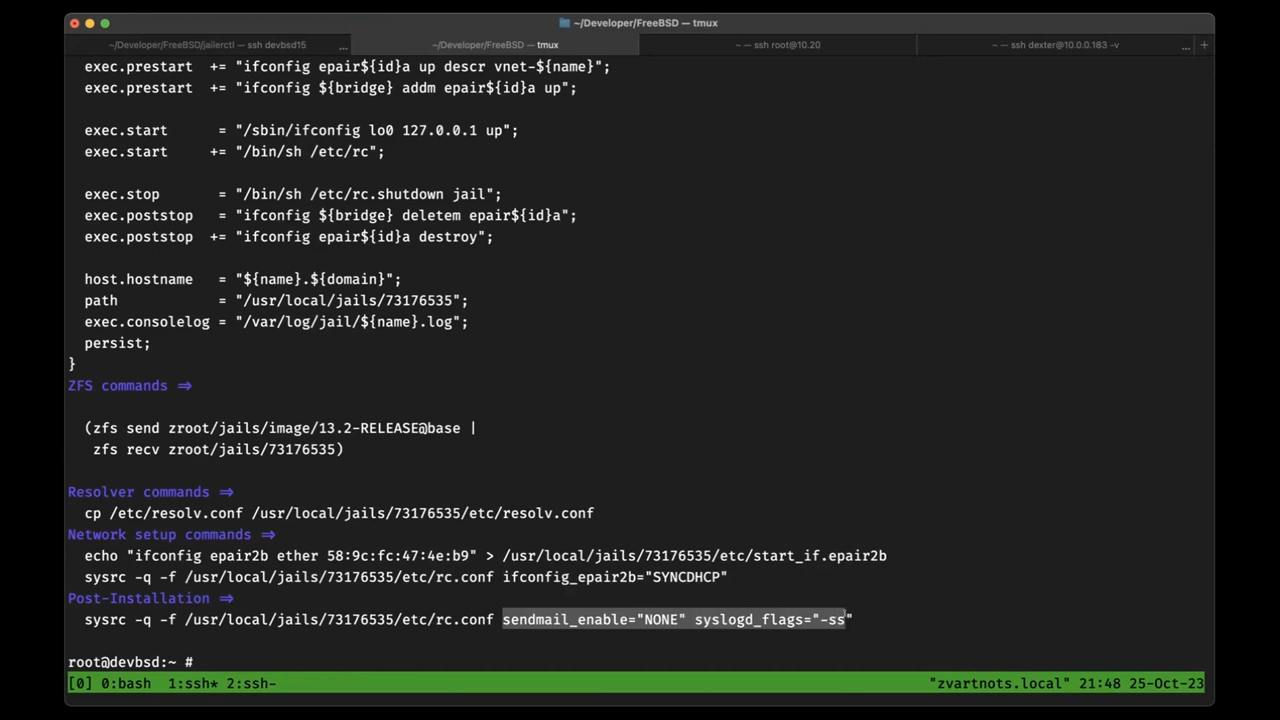 ~/Developer/FreeBSD — tmux
~/Developer/FreeBSD/jailerctl — ssh devbsd15 ...
~/Developer/FreeBSD — tmux
~ — ssh root@10.20
~ — ssh dexter@10.0.0.183 -v ... +
exec.prestart += "ifconfig epair${id}a up descr vnet-${name}";
exec.prestart += "ifconfig ${bridge} addm epair${id}a up";
exec.start = "/sbin/ifconfig lo0 127.0.0.1 up";
exec.start += "/bin/sh /etc/rc";
exec.stop = "/bin/sh /etc/rc.shutdown jail";
exec.poststop = "ifconfig ${bridge} deletem epair${id}a";
exec.poststop += "ifconfig epair${id}a destroy";
host.hostname = "${name}.${domain}";
path = "/usr/local/jails/73176535";
exec.consolelog = "/var/log/jail/${name}.log";
persist;
}
ZFS commands ⇒
(zfs send zroot/jails/image/13.2-RELEASE@base |
zfs recv zroot/jails/73176535)
Resolver commands ⇒
cp /etc/resolv.conf /usr/local/jails/73176535/etc/resolv.conf
Network setup commands ⇒
echo "ifconfig epair2b ether 58:9c:fc:47:4e:b9" > /usr/local/jails/73176535/etc/start_if.epair2b
sysrc -q -f /usr/local/jails/73176535/etc/rc.conf ifconfig_epair2b="SYNCDHCP"
Post-Installation ⇒
sysrc -q -f /usr/local/jails/73176535/etc/rc.conf sendmail_enable="NONE" syslogd_flags="-ss"
root@devbsd:~ #
[0] 0:bash 1:ssh* 2:ssh- "zvartnots.local" 21:48 25-Oct-23